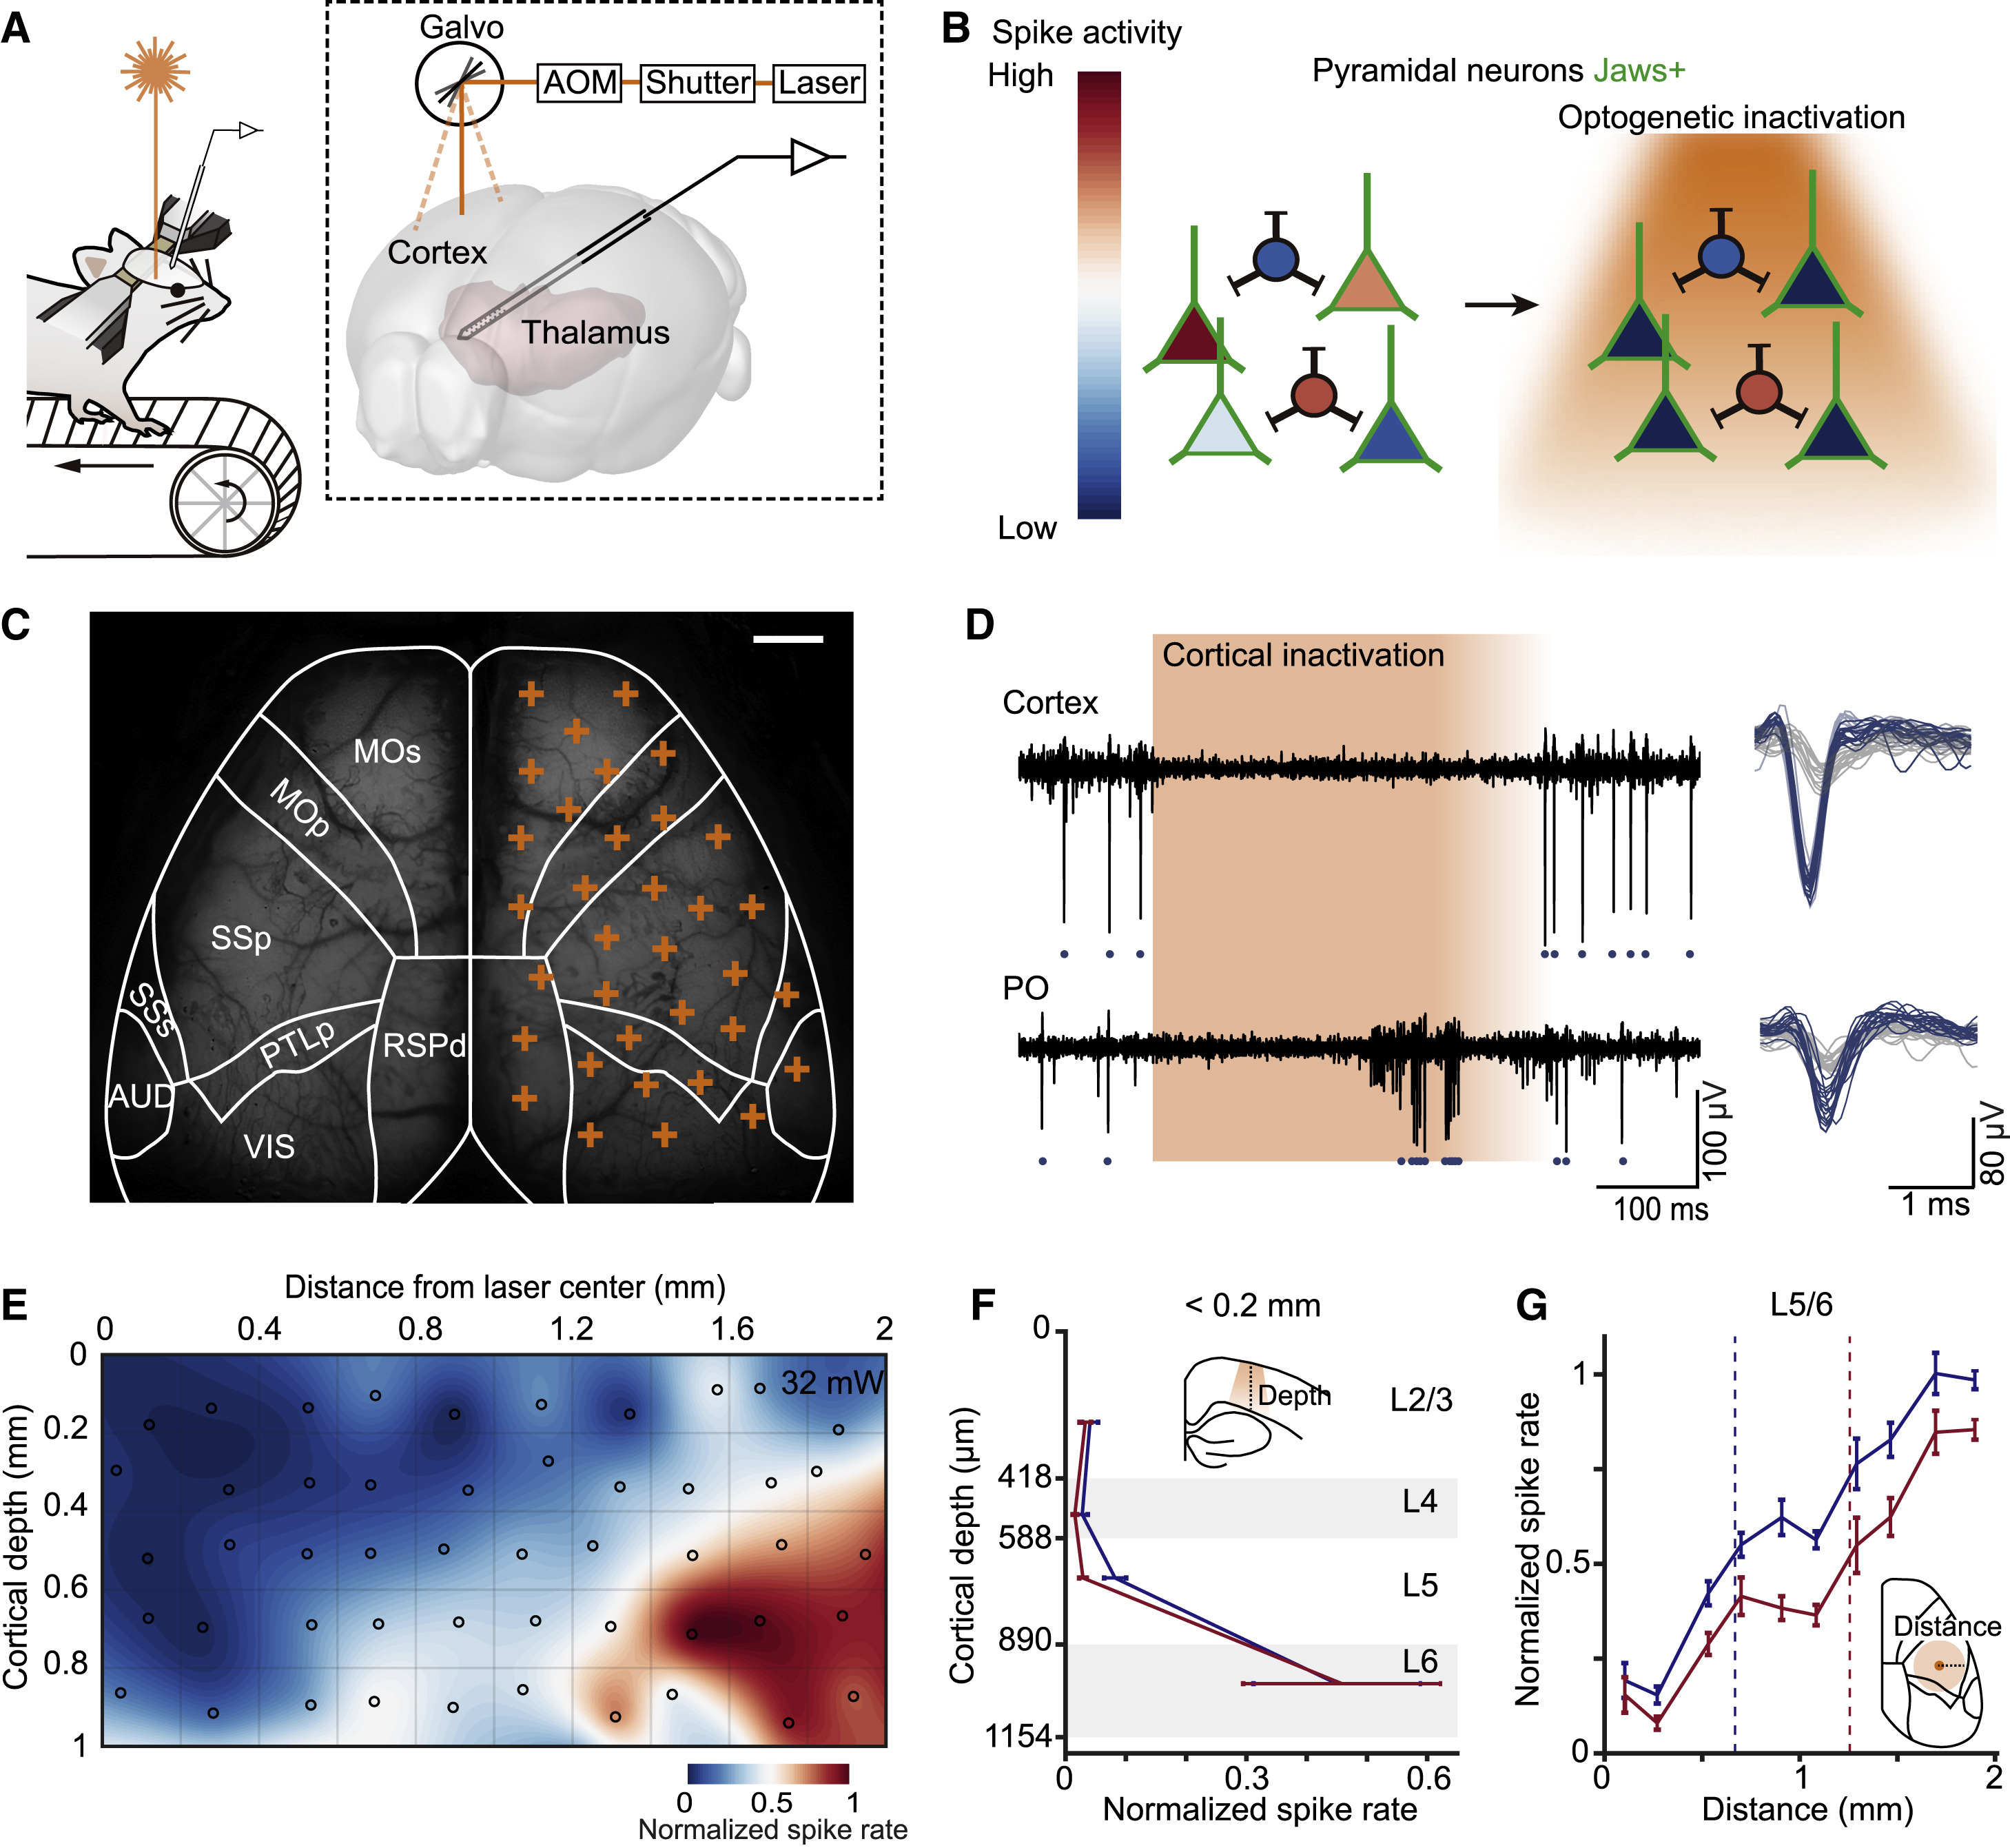 A
Galvo
AOM
Shutter
Laser
Cortex
Thalamus
B
Spike activity
High
Low
Pyramidal neurons Jaws+
Optogenetic inactivation
C
MOs
MOp
SSp
SSs
PTLp
RSPd
AUD
VIS
D
Cortical inactivation
Cortex
PO
100 µV
100 ms
80 µV
1 ms
E
Distance from laser center (mm)
0 0.4 0.8 1.2 1.6 2
Cortical depth (mm)
0
0.2
0.4
0.6
0.8
1
32 mW
0 0.5 1
Normalized spike rate
F
< 0.2 mm
Cortical depth (µm)
0
418
588
890
1154
Depth
L2/3
L4
L5
L6
0 0.3 0.6
Normalized spike rate
G
L5/6
Normalized spike rate
1
0.5
0
Distance
0 1 2
Distance (mm)